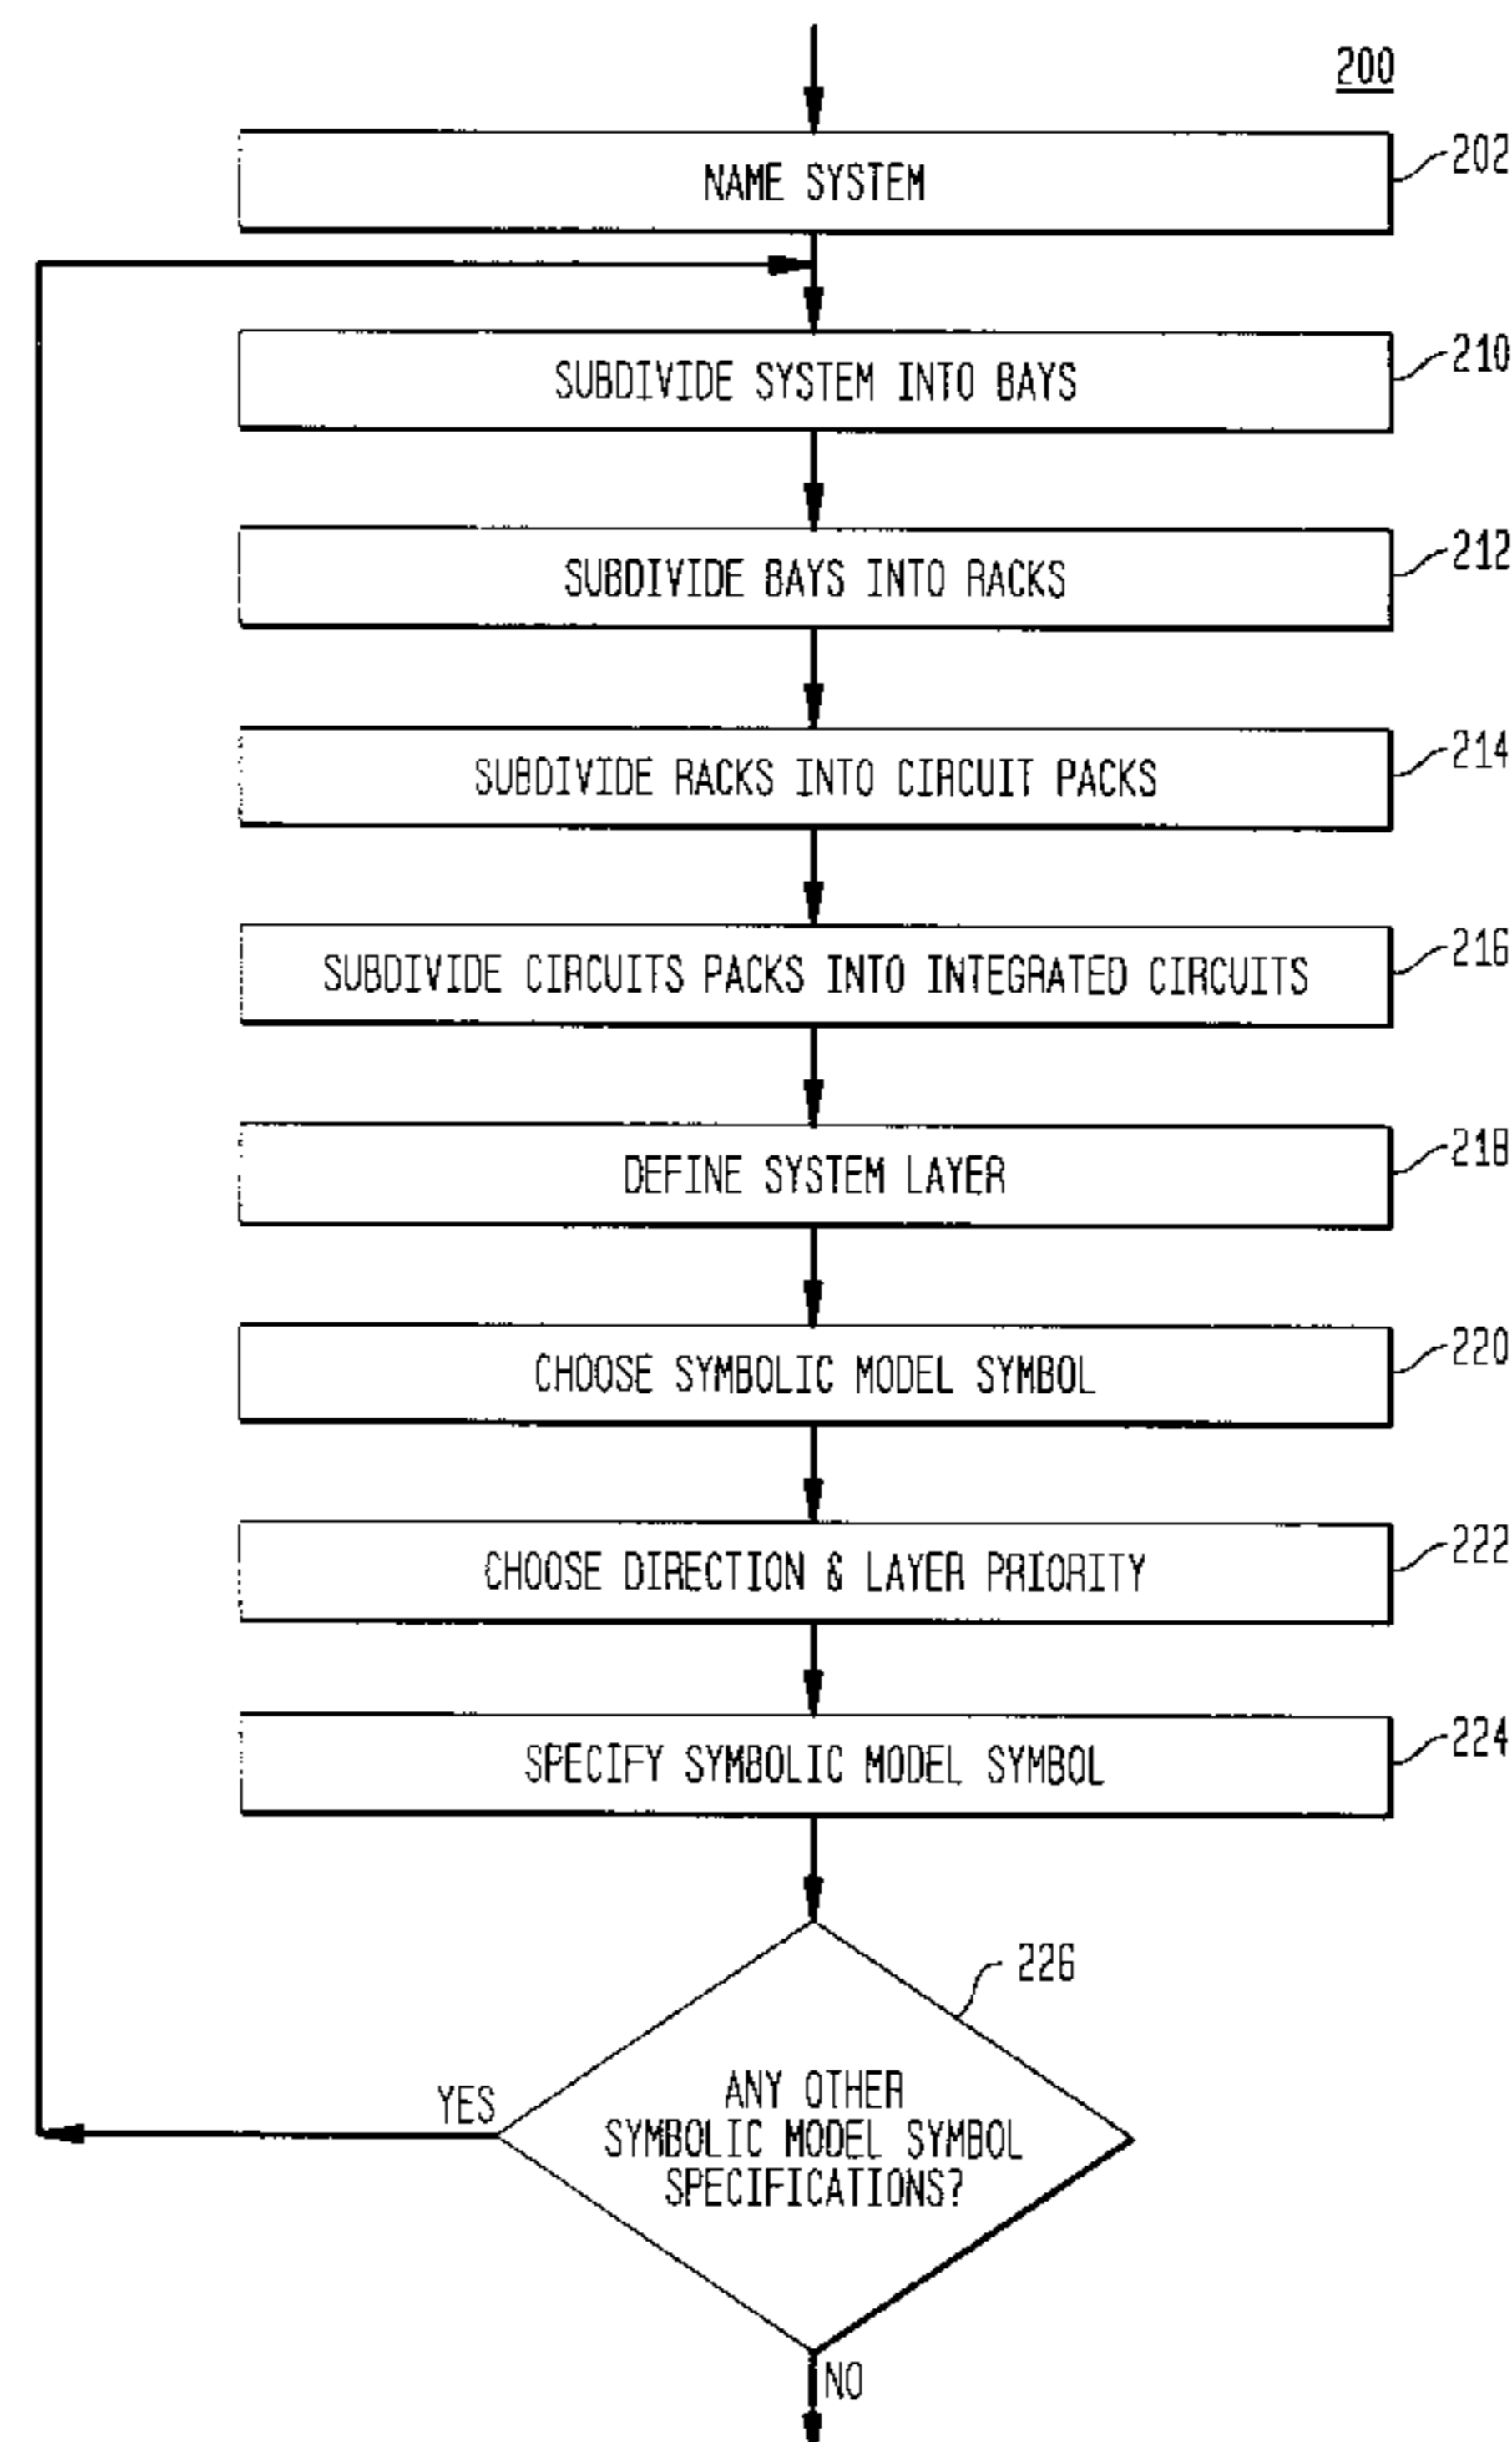 200
NAME SYSTEM
202
SUBDIVIDE SYSTEM INTO BAYS
210
SUBDIVIDE BAYS INTO RACKS
212
SUBDIVIDE RACKS INTO CIRCUIT PACKS
214
SUBDIVIDE CIRCUITS PACKS INTO INTEGRATED CIRCUITS
216
DEFINE SYSTEM LAYER
218
CHOOSE SYMBOLIC MODEL SYMBOL
220
CHOOSE DIRECTION & LAYER PRIORITY
222
SPECIFY SYMBOLIC MODEL SYMBOL
224
226
YES
ANY OTHER
SYMBOLIC MODEL SYMBOL
SPECIFICATIONS?
NO